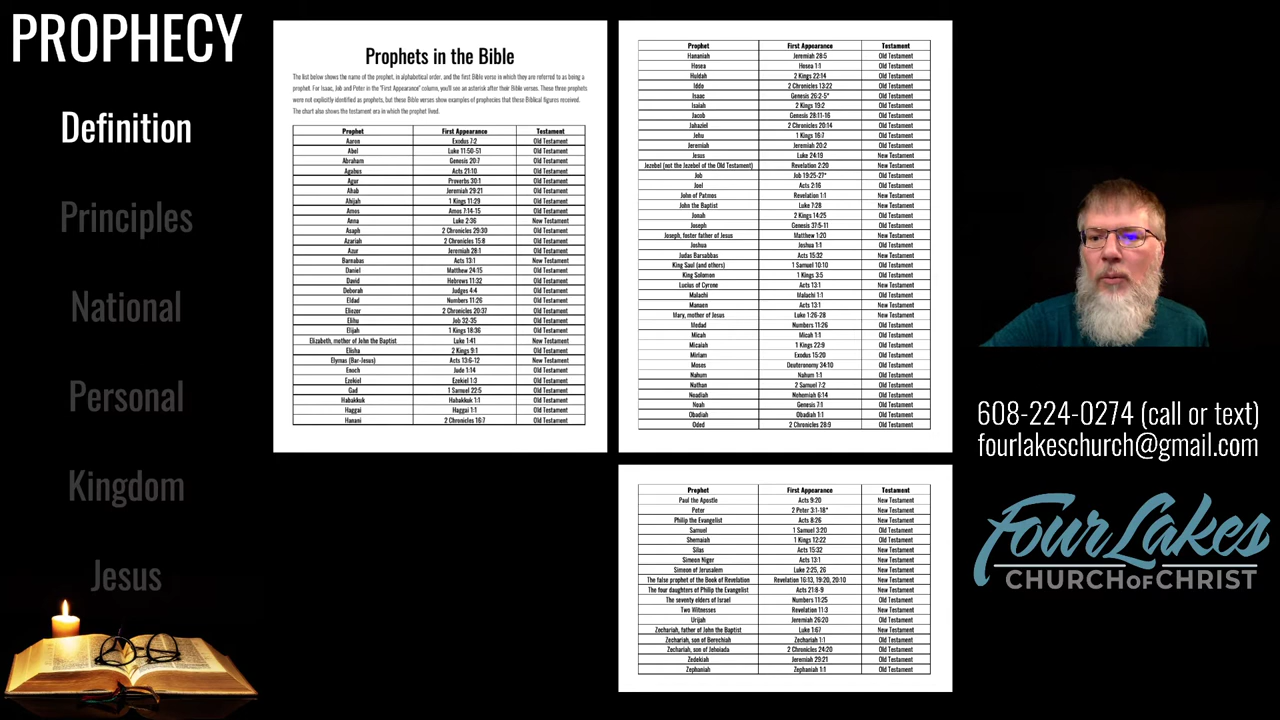 PROPHECY
Definition
Principles
National
Personal
Kingdom
Jesus
Prophets in the Bible
The list below shows the name of the prophet, in alphabetical order, and the first Bible verse in which they are referred to as being a
prophet. For Isaac, Job and Peter in the "First Appearance" column, you'll see an asterisk after their Bible verses. These three prophets
were not explicitly identified as prophets, but these Bible verses show examples of prophecies that these Biblical figures received.
The chart also shows the testament era in which the prophet lived.
Prophet First Appearance Testament
Aaron Exodus 7:2 Old Testament
Abel Luke 11:50-51 Old Testament
Abraham Genesis 20:7 Old Testament
Agabus Acts 21:10 Old Testament
Agur Proverbs 30:1 Old Testament
Ahab Jeremiah 29:21 Old Testament
Ahijah 1 Kings 11:29 Old Testament
Amos Amos 7:14-15 Old Testament
Anna Luke 2:36 New Testament
Asaph 2 Chronicles 29:30 Old Testament
Azariah 2 Chronicles 15:8 Old Testament
Azur Jeremiah 28:1 Old Testament
Barnabas Acts 13:1 New Testament
Daniel Matthew 24:15 Old Testament
David Hebrews 11:32 Old Testament
Deborah Judges 4:4 Old Testament
Eldad Numbers 11:26 Old Testament
Eliezer 2 Chronicles 20:37 Old Testament
Elihu Job 32-35 Old Testament
Elijah 1 Kings 18:36 Old Testament
Elizabeth, mother of John the Baptist Luke 1:41 New Testament
Elisha 2 Kings 9:1 Old Testament
Elymas (Bar-Jesus) Acts 13:6-12 New Testament
Enoch Jude 1:14 Old Testament
Ezekiel Ezekiel 1:3 Old Testament
Gad 1 Samuel 22:5 Old Testament
Habakkuk Habakkuk 1:1 Old Testament
Haggai Haggai 1:1 Old Testament
Hanani 2 Chronicles 16:7 Old Testament
Prophet First Appearance Testament
Hananiah Jeremiah 28:5 Old Testament
Hosea Hosea 1:1 Old Testament
Huldah 2 Kings 22:14 Old Testament
Iddo 2 Chronicles 13:22 Old Testament
Isaac Genesis 26:2-5* Old Testament
Isaiah 2 Kings 19:2 Old Testament
Jacob Genesis 28:11-16 Old Testament
Jahaziel 2 Chronicles 20:14 Old Testament
Jehu 1 Kings 16:7 Old Testament
Jeremiah Jeremiah 20:2 Old Testament
Jesus Luke 24:19 New Testament
Jezebel (not the Jezebel of the Old Testament) Revelation 2:20 New Testament
Job Job 19:25-27* Old Testament
Joel Acts 2:16 Old Testament
John of Patmos Revelation 1:1 New Testament
John the Baptist Luke 7:28 New Testament
Jonah 2 Kings 14:25 Old Testament
Joseph Genesis 37:5-11 Old Testament
Joseph, foster father of Jesus Matthew 1:20 New Testament
Joshua Joshua 1:1 Old Testament
Judas Barsabbas Acts 15:32 New Testament
King Saul (and others) 1 Samuel 10:10 Old Testament
King Solomon 1 Kings 3:5 Old Testament
Lucius of Cyrene Acts 13:1 New Testament
Malachi Malachi 1:1 Old Testament
Manaen Acts 13:1 New Testament
Mary, mother of Jesus Luke 1:26-28 New Testament
Medad Numbers 11:26 Old Testament
Micah Micah 1:1 Old Testament
Micaiah 1 Kings 22:9 Old Testament
Miriam Exodus 15:20 Old Testament
Moses Deuteronomy 34:10 Old Testament
Nahum Nahum 1:1 Old Testament
Nathan 2 Samuel 7:2 Old Testament
Noadiah Nehemiah 6:14 Old Testament
Noah Genesis 7:1 Old Testament
Obadiah Obadiah 1:1 Old Testament
Oded 2 Chronicles 28:9 Old Testament
Prophet First Appearance Testament
Paul the Apostle Acts 9:20 New Testament
Peter 2 Peter 3:1-18* New Testament
Philip the Evangelist Acts 8:26 New Testament
Samuel 1 Samuel 3:20 Old Testament
Shemaiah 1 Kings 12:22 Old Testament
Silas Acts 15:32 New Testament
Simeon Niger Acts 13:1 New Testament
Simeon of Jerusalem Luke 2:25, 26 New Testament
The false prophet of the Book of Revelation Revelation 16:13, 19:20, 20:10 New Testament
The four daughters of Philip the Evangelist Acts 21:8-9 New Testament
The seventy elders of Israel Numbers 11:25 Old Testament
Two Witnesses Revelation 11:3 New Testament
Urijah Jeremiah 26:20 Old Testament
Zechariah, father of John the Baptist Luke 1:67 New Testament
Zechariah, son of Berechiah Zechariah 1:1 Old Testament
Zechariah, son of Jehoiada 2 Chronicles 24:20 Old Testament
Zedekiah Jeremiah 29:21 Old Testament
Zephaniah Zephaniah 1:1 Old Testament
608-224-0274 (call or text)
fourlakeschurch@gmail.com
Four Lakes
CHURCH OF CHRIST